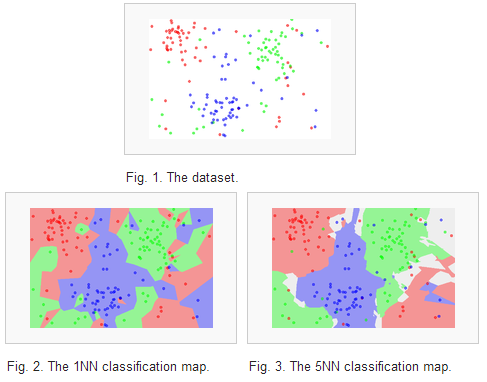 Fig. 1. The dataset.
Fig. 2. The 1NN classification map.
Fig. 3. The 5NN classification map.